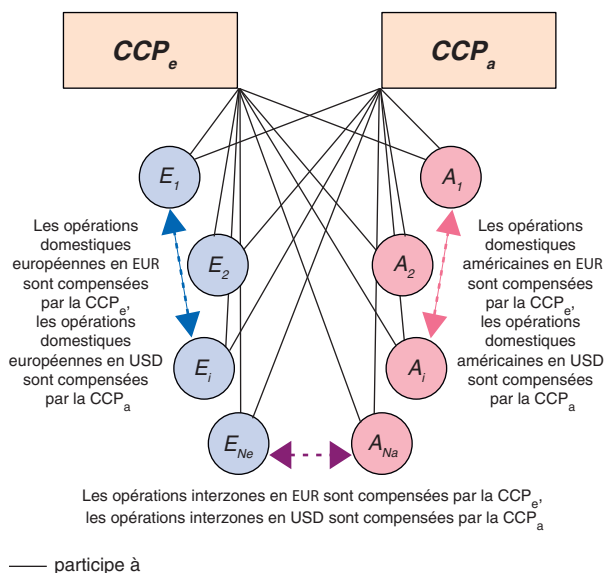 CCPe
CCPa
E1
A1
Les opérations
domestiques
européennes en EUR
sont compensées
par la CCPe,
les opérations
domestiques
européennes en USD
sont compensées
par la CCPa
E2
A2
Les opérations
domestiques
américaines en EUR
sont compensées
par la CCPe,
les opérations
domestiques
américaines en USD
sont compensées
par la CCPa
Ei
Ai
ENe
ANa
Les opérations interzones en EUR sont compensées par la CCPe,
les opérations interzones en USD sont compensées par la CCPa
participe à